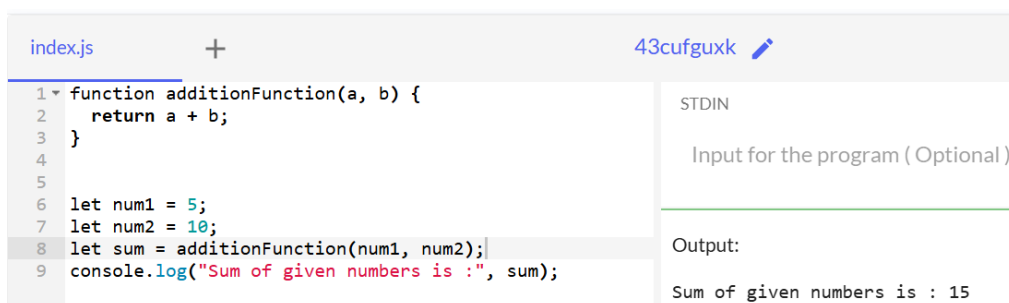 index.js
+
43cufguxk
1 function additionFunction(a, b) {
2 return a + b;
3 }
4
5
6 let num1 = 5;
7 let num2 = 10;
8 let sum = additionFunction(num1, num2);
9 console.log("Sum of given numbers is :", sum);
STDIN
Input for the program ( Optional )
Output:
Sum of given numbers is : 15